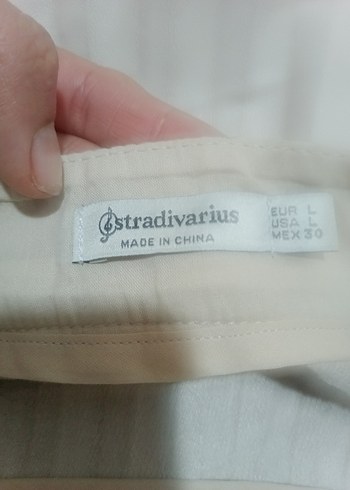 stradivarius
MADE IN CHINA
EUR L
USA L
MEX 30